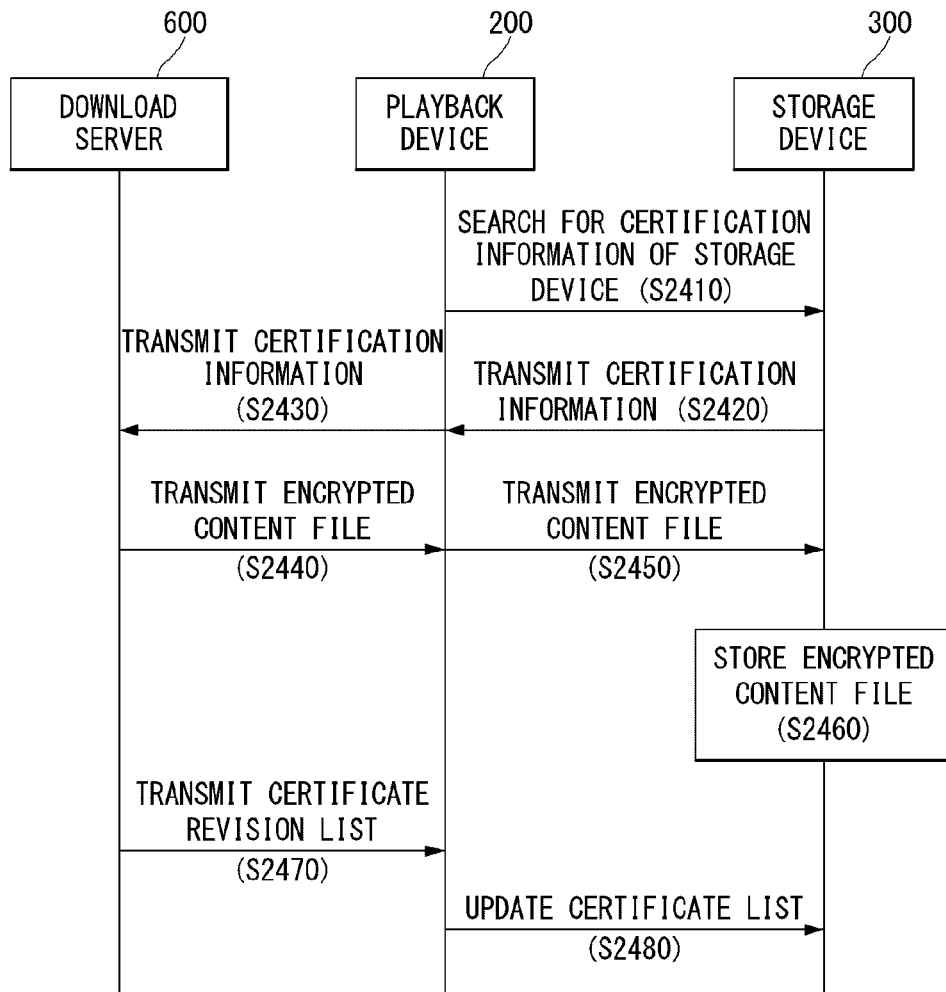 600
200
300
DOWNLOAD
SERVER
PLAYBACK
DEVICE
STORAGE
DEVICE
SEARCH FOR CERTIFICATION
INFORMATION OF STORAGE
DEVICE (S2410)
TRANSMIT CERTIFICATION
INFORMATION
(S2430)
TRANSMIT CERTIFICATION
INFORMATION (S2420)
TRANSMIT ENCRYPTED
CONTENT FILE
(S2440)
TRANSMIT ENCRYPTED
CONTENT FILE
(S2450)
STORE ENCRYPTED
CONTENT FILE
(S2460)
TRANSMIT CERTIFICATE
REVISION LIST
(S2470)
UPDATE CERTIFICATE LIST
(S2480)